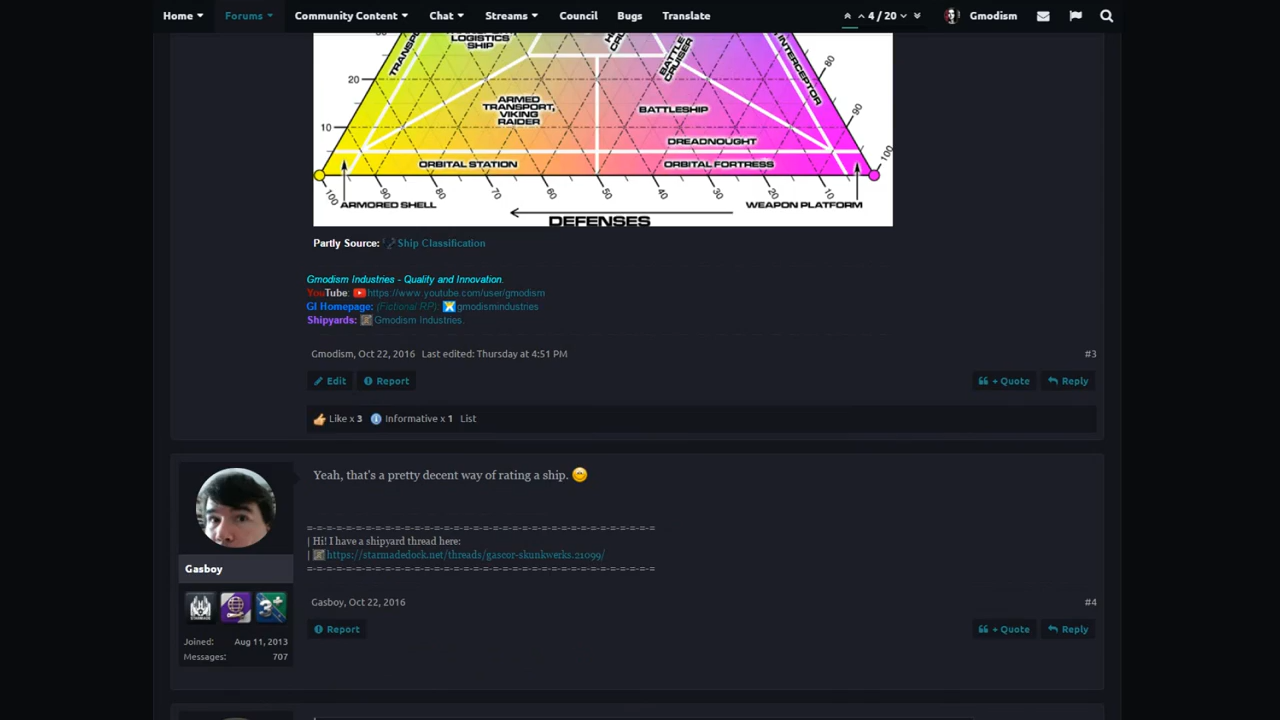 Home Forums Community Content Chat Streams Council Bugs Translate 4 / 20 Gmodism
LOGISTICS
SHIP
BATTLE
CRUISER
INTERCEPTOR
80
20
ARMED
TRANSPORT,
VIKING
RAIDER
BATTLESHIP
90
10
DREADNOUGHT
ORBITAL STATION ORBITAL FORTRESS
100
100 90 80 70 60 50 40 30 20 10
ARMORED SHELL WEAPON PLATFORM
DEFENSES
Partly Source: Ship Classification
Gmodism Industries - Quality and Innovation.
YouTube: https://www.youtube.com/user/gmodism
GI Homepage: (Fictional RP): gmodismindustries
Shipyards: Gmodism Industries.
Gmodism, Oct 22, 2016 Last edited: Thursday at 4:51 PM #3
Edit Report + Quote Reply
Like x 3 Informative x 1 List
Yeah, that's a pretty decent way of rating a ship.
=-=-=-=-=-=-=-=-=-=-=-=-=-=-=-=-=-=-=-=-=-=-=-=-=-=-=-=-=-=-=-=
| Hi! I have a shipyard thread here:
| https://starmadedock.net/threads/gascor-skunkwerks.21099/
=-=-=-=-=-=-=-=-=-=-=-=-=-=-=-=-=-=-=-=-=-=-=-=-=-=-=-=-=-=-=-=
Gasboy
Gasboy, Oct 22, 2016 #4
Report + Quote Reply
Joined: Aug 11, 2013
Messages: 707